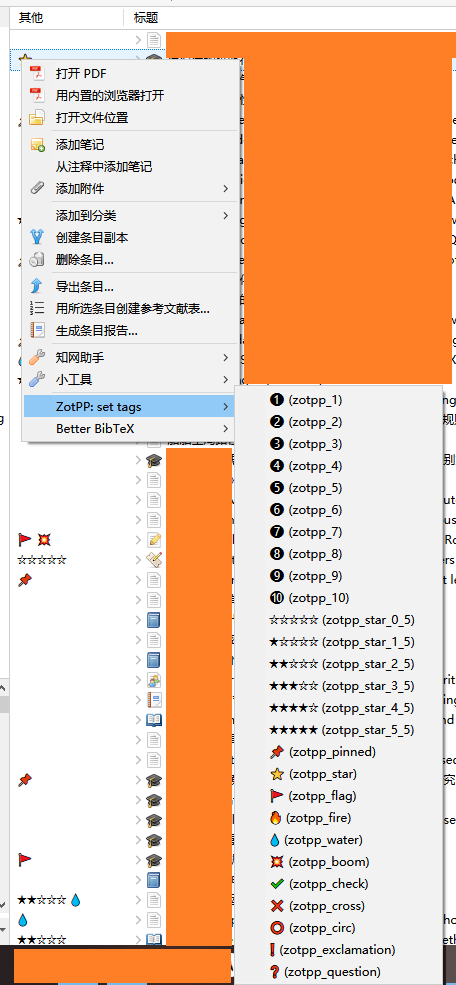 其他 标题
打开 PDF
用内置的浏览器打开
打开文件位置
添加笔记
从注释中添加笔记
添加附件
添加到分类
创建条目副本
删除条目...
导出条目...
用所选条目创建参考文献表...
生成条目报告...
知网助手
小工具
ZotPP: set tags
Better BibTeX
❶ (zotpp_1)
❷ (zotpp_2)
❸ (zotpp_3)
❹ (zotpp_4)
❺ (zotpp_5)
❻ (zotpp_6)
❼ (zotpp_7)
❽ (zotpp_8)
❾ (zotpp_9)
❿ (zotpp_10)
☆☆☆☆☆ (zotpp_star_0_5)
★☆☆☆☆ (zotpp_star_1_5)
★★☆☆☆ (zotpp_star_2_5)
★★★☆☆ (zotpp_star_3_5)
★★★★☆ (zotpp_star_4_5)
★★★★★ (zotpp_star_5_5)
📌 (zotpp_pinned)
⭐ (zotpp_star)
🚩 (zotpp_flag)
🔥 (zotpp_fire)
💧 (zotpp_water)
💥 (zotpp_boom)
✔ (zotpp_check)
❌ (zotpp_cross)
⭕ (zotpp_circ)
❗ (zotpp_exclamation)
❓ (zotpp_question)